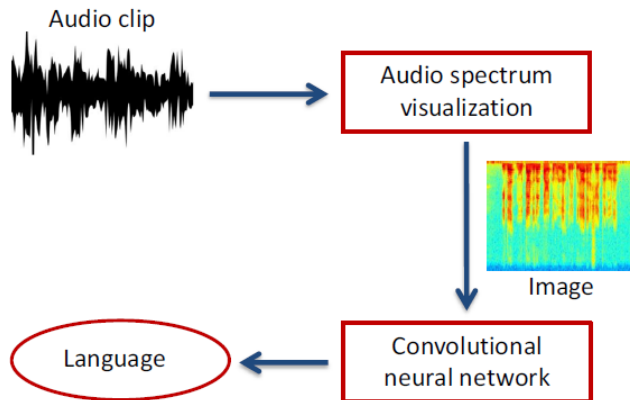 Audio clip
Audio spectrum
visualization
Image
Convolutional
neural network
Language